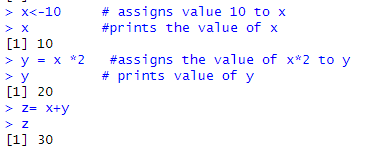 > x<-10      # assigns value 10 to x
> x          #prints the value of x
[1] 10
> y = x *2   #assigns the value of x*2 to y
> y          # prints value of y
[1] 20
> z= x+y
> z
[1] 30